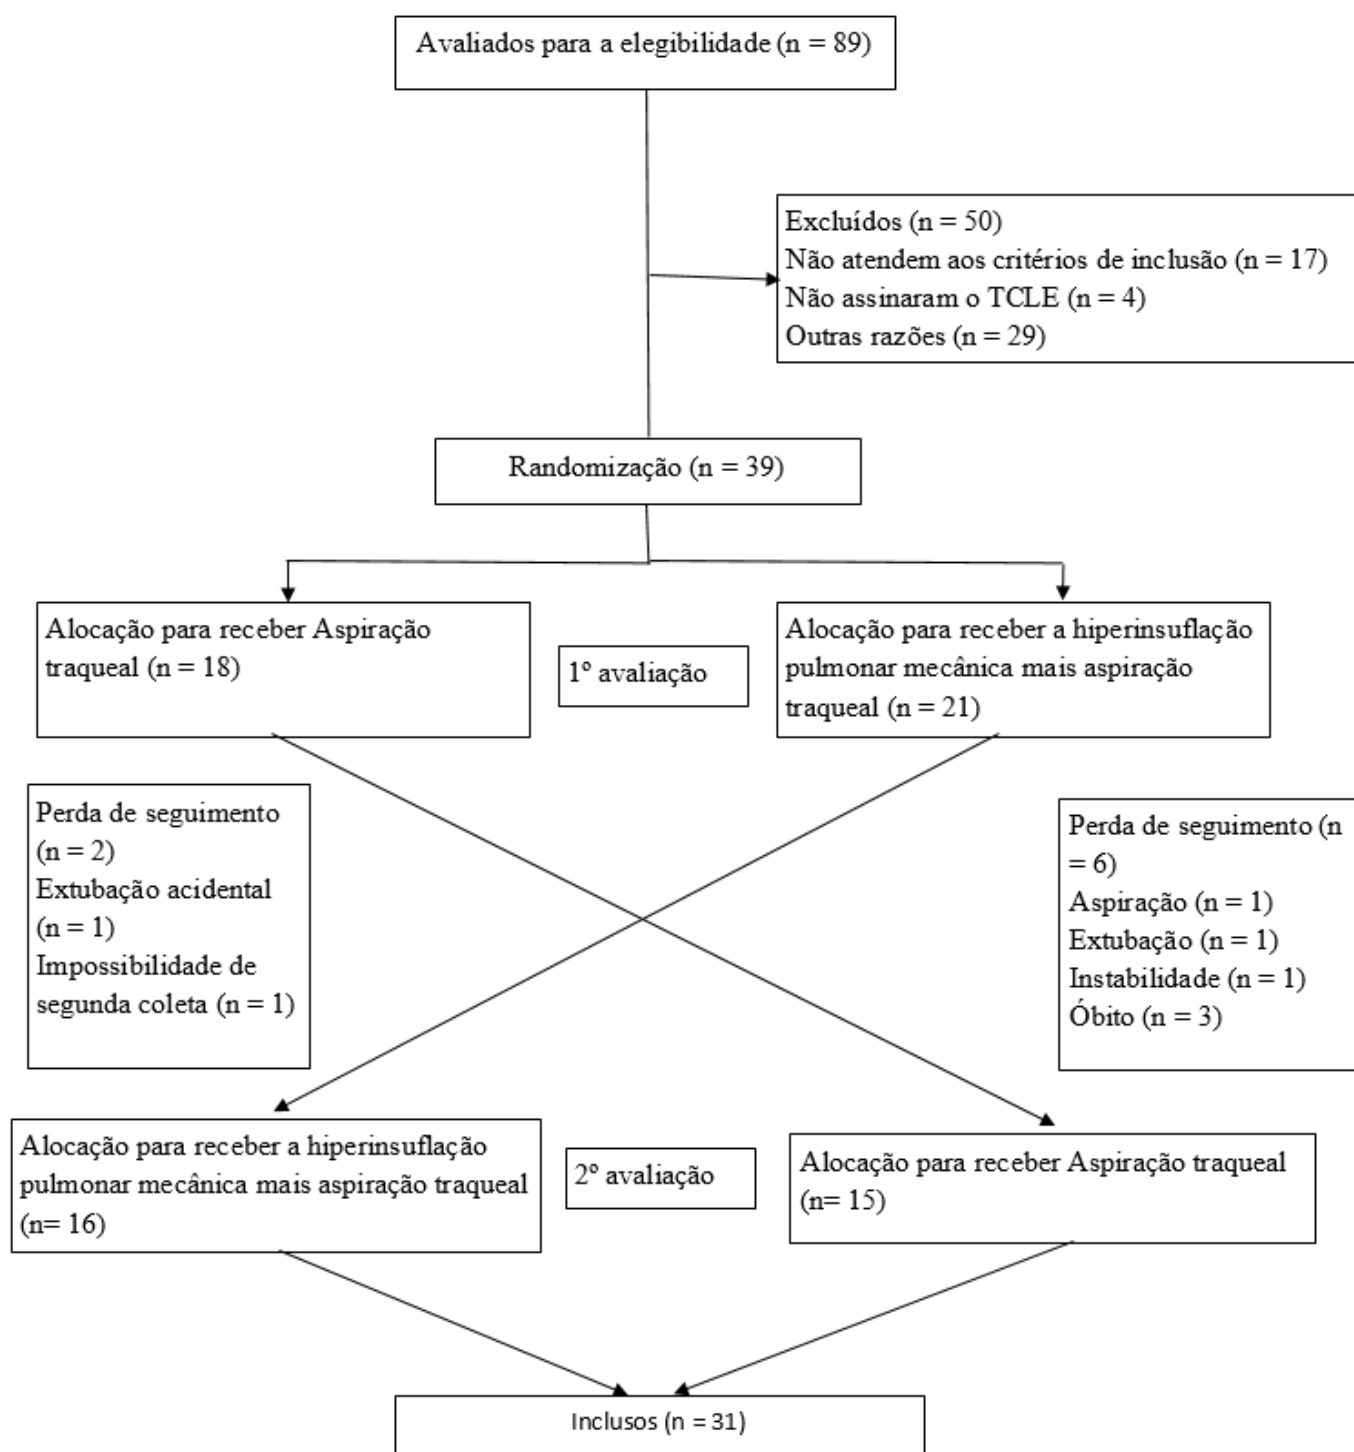 Avaliados para a elegibilidade (n = 89)
Excluídos (n = 50)
Não atendem aos critérios de inclusão (n = 17)
Não assinaram o TCLE (n = 4)
Outras razões (n = 29)
Randomização (n = 39)
Alocação para receber Aspiração
traqueal (n = 18)
1º avaliação
Alocação para receber a hiperinsuflação
pulmonar mecânica mais aspiração
traqueal (n = 21)
Perda de seguimento
(n = 2)
Extubação acidental
(n = 1)
Impossibilidade de
segunda coleta (n = 1)
Perda de seguimento (n
= 6)
Aspiração (n = 1)
Extubação (n = 1)
Instabilidade (n = 1)
Óbito (n = 3)
Alocação para receber a hiperinsuflação
pulmonar mecânica mais aspiração traqueal
(n= 16)
2º avaliação
Alocação para receber Aspiração traqueal
(n= 15)
Inclusos (n = 31)